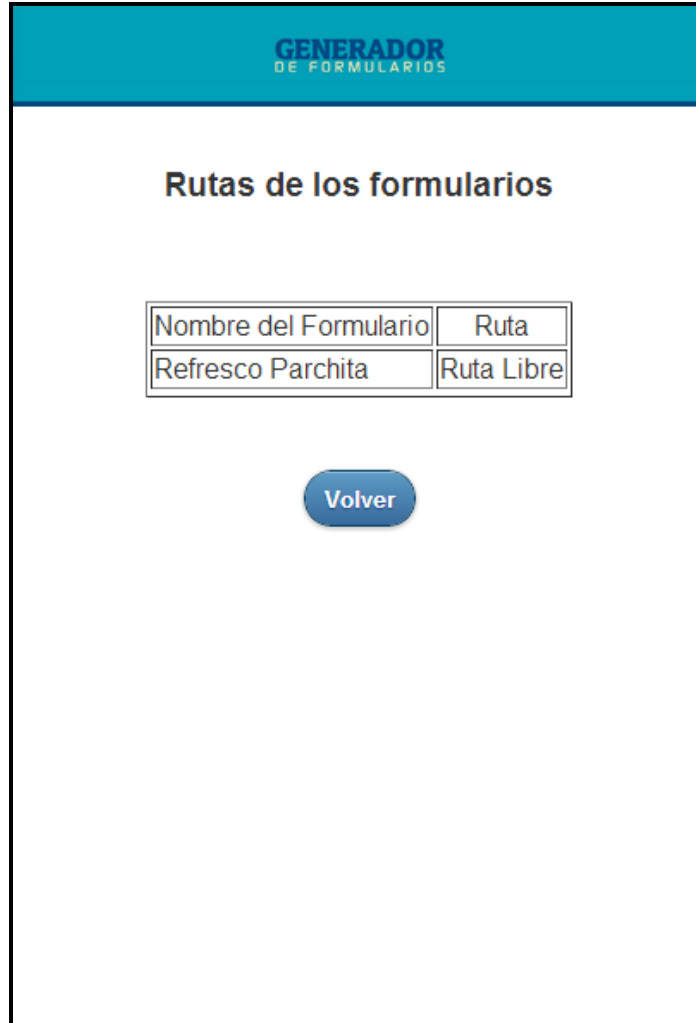 GENERADOR
DE FORMULARIOS
Rutas de los formularios
Nombre del Formulario Ruta
Refresco Parchita Ruta Libre
Volver